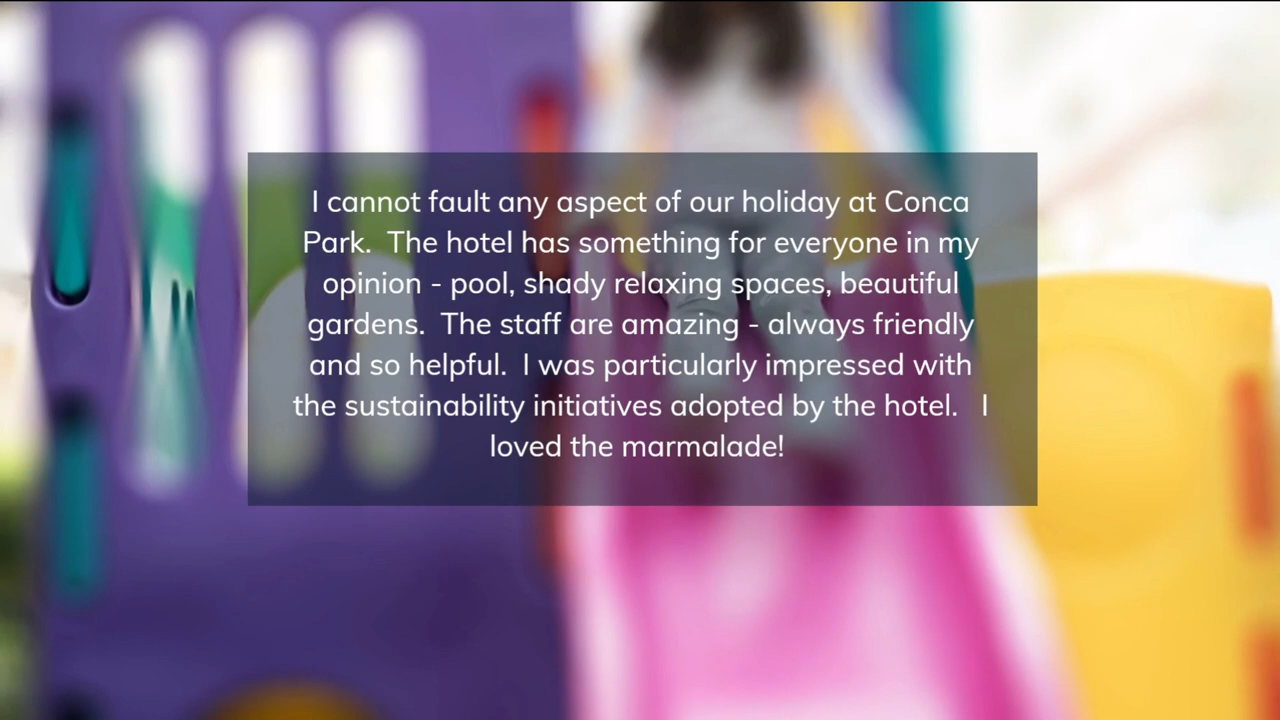 I cannot fault any aspect of our holiday at Conca
Park.  The hotel has something for everyone in my
opinion - pool, shady relaxing spaces, beautiful
gardens.  The staff are amazing - always friendly
and so helpful.  I was particularly impressed with
the sustainability initiatives adopted by the hotel.   I
loved the marmalade!